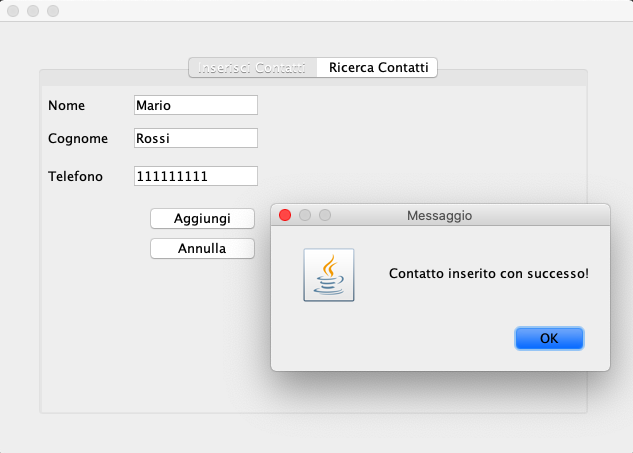 Inserisci Contatti Ricerca Contatti
Nome Mario
Cognome Rossi
Telefono 111111111
Aggiungi
Annulla
Messaggio
Contatto inserito con successo!
OK